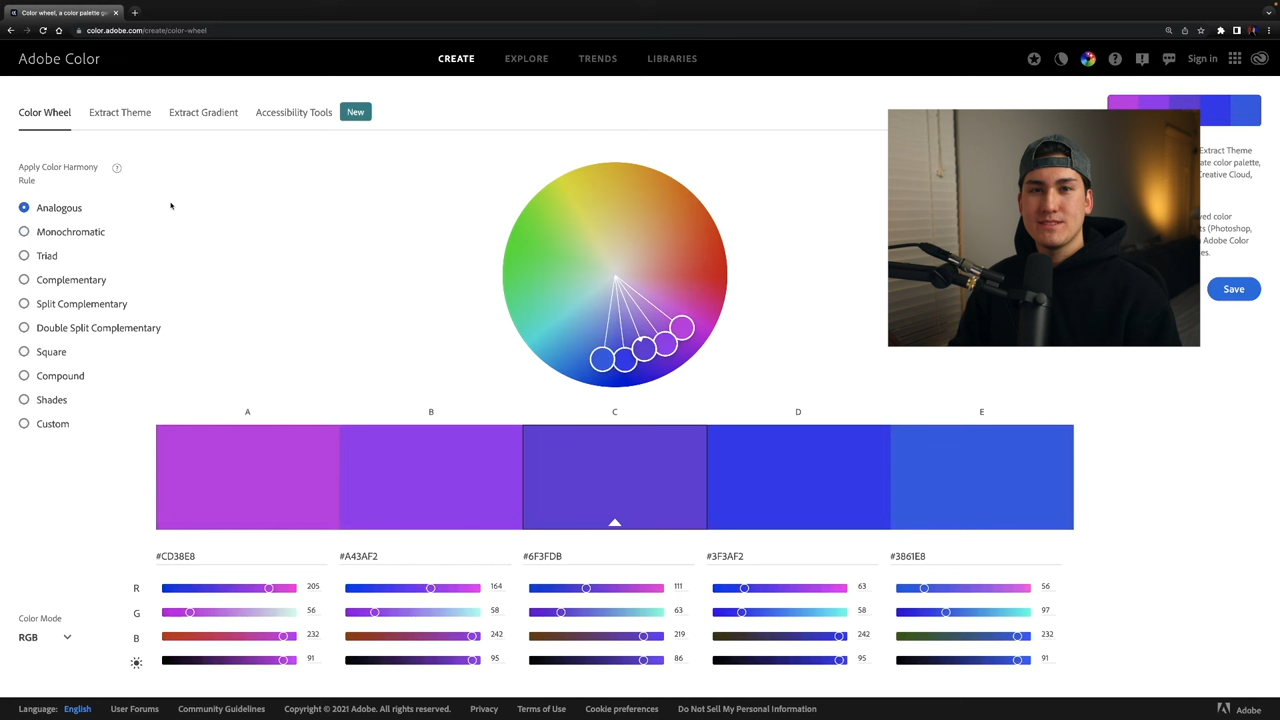 Color wheel, a color palette ge
color.adobe.com/create/color-wheel
Adobe Color
CREATE
EXPLORE
TRENDS
LIBRARIES
Sign in
Color Wheel
Extract Theme
Extract Gradient
Accessibility Tools
New
Apply Color Harmony
Rule
Analogous
Monochromatic
Triad
Complementary
Split Complementary
Double Split Complementary
Square
Compound
Shades
Custom
Extract Theme
ate color palette,
Creative Cloud,
ved color
ts (Photoshop,
Adobe Color
es.
Save
A B C D E
#CD38E8 #A43AF2 #6F3FDB #3F3AF2 #3861E8
R 205 164 111 63 56
G 56 58 63 58 97
B 232 242 219 242 232
91 95 86 95 91
Color Mode
RGB
Language: English User Forums Community Guidelines Copyright © 2021 Adobe. All rights reserved. Privacy Terms of Use Cookie preferences Do Not Sell My Personal Information Adobe